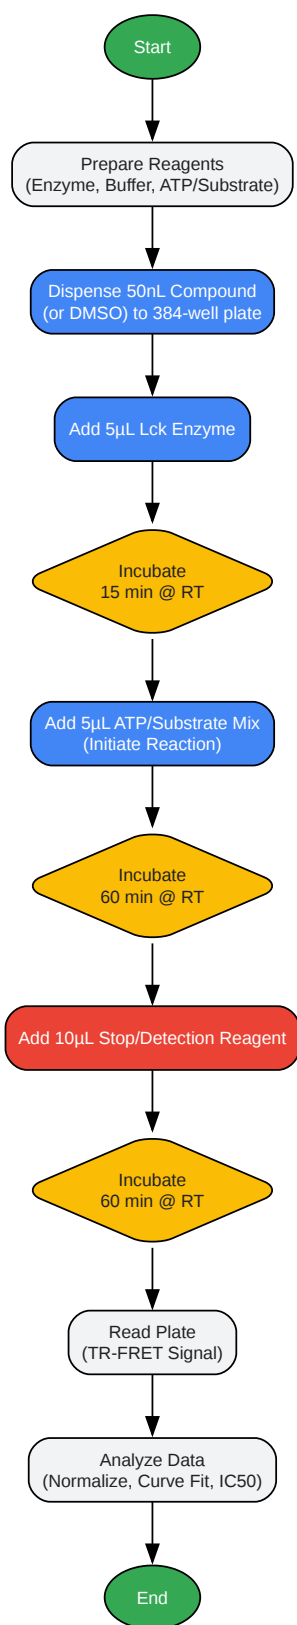 Start
Prepare Reagents
(Enzyme, Buffer, ATP/Substrate)
Dispense 50nL Compound
(or DMSO) to 384-well plate
Add 5µL Lck Enzyme
Incubate
15 min @ RT
Add 5µL ATP/Substrate Mix
(Initiate Reaction)
Incubate
60 min @ RT
Add 10µL Stop/Detection Reagent
Incubate
60 min @ RT
Read Plate
(TR-FRET Signal)
Analyze Data
(Normalize, Curve Fit, IC50)
End